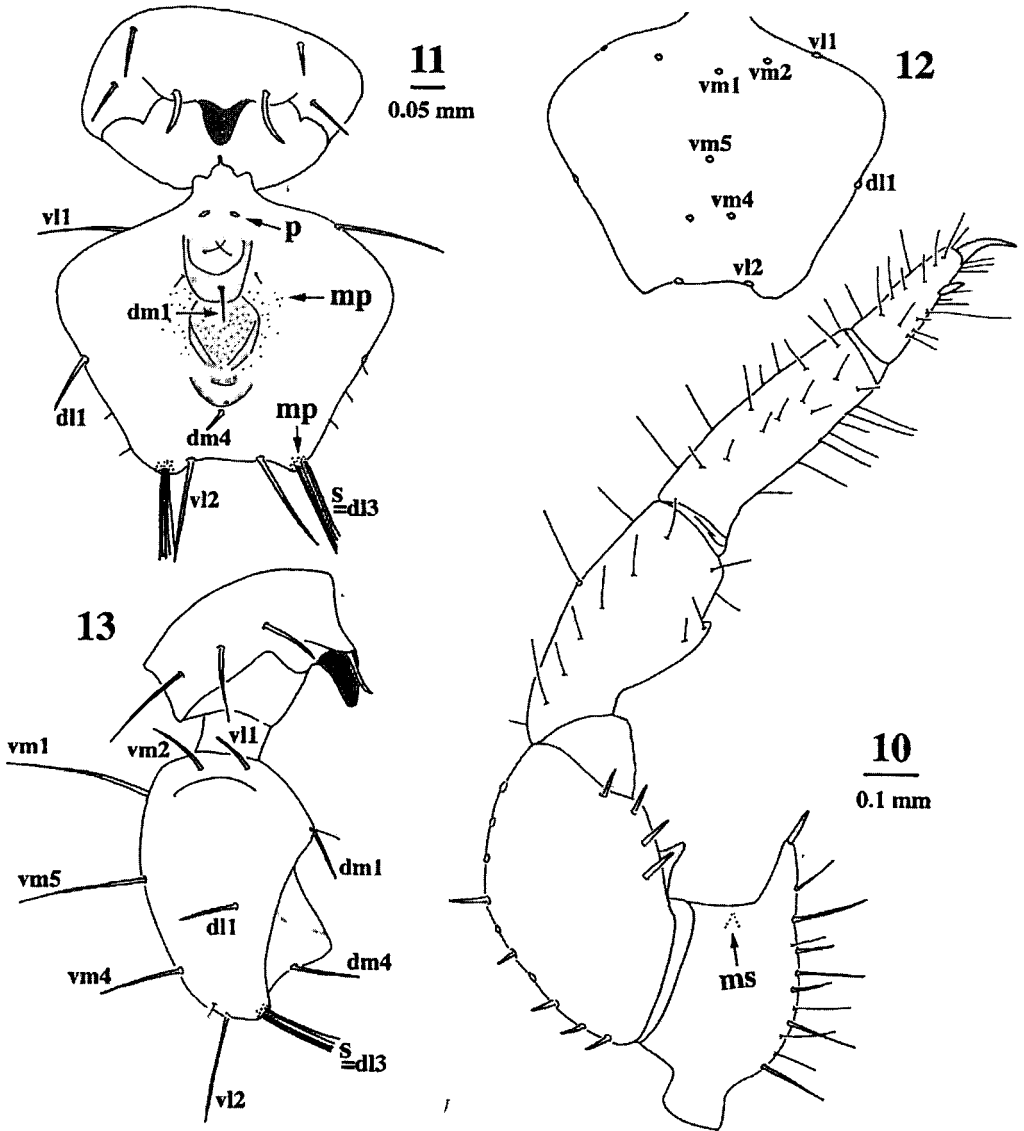 11
0.05 mm
vl1
p
mp
dm1
dl1
mp
dm4
vl2
s
=dl3
12
vl1
vm1
vm2
vm5
dl1
vm4
vl2
13
vm1
vm2
vl1
vm5
dm1
dl1
vm4
dm4
s
=dl3
vl2
10
0.1 mm
ms